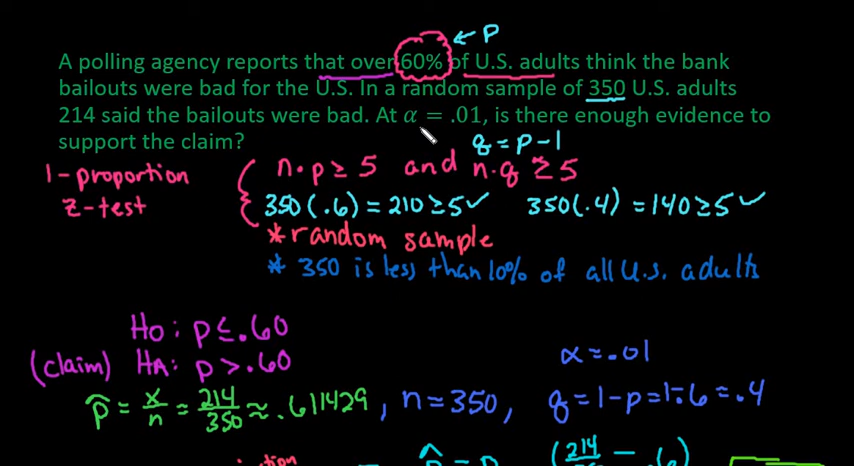 P
A polling agency reports that over 60% of U.S. adults think the bank
bailouts were bad for the U.S. In a random sample of 350 U.S. adults
214 said the bailouts were bad. At α = .01, is there enough evidence to
support the claim?
q = p - 1
1-proportion
z-test
n·p ≥ 5 and n·q ≥ 5
350(.6) = 210 ≥ 5 ✓ 350(.4) = 140 ≥ 5 ✓
* random sample
* 350 is less than 10% of all U.S. adults
Ho: p ≤ .60
(claim) HA: p > .60
α = .01
p̂ = x/n = 214/350 ≈ .611429, n = 350, q = 1 - p = 1 - .6 = .4
p̂ - p (214/ - .6)